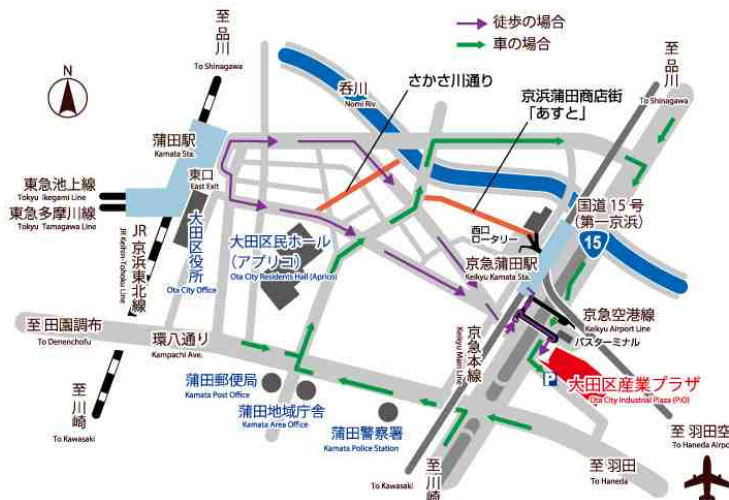 徒歩の場合
車の場合
至品川
To Shinagawa
至品川
To Shinagawa
N
呑川
Nomi Riv.
さかさ川通り
京浜蒲田商店街
「あすと」
蒲田駅
Kamata Sta.
東口
East Exit
東急池上線
Tokyu Ikegami Line
東急多摩川線
Tokyu Tamagawa Line
JR京浜東北線
JR Keihin-Tohoku Line
大田区役所
Ota City Office
大田区民ホール
(アプリコ)
Ota City Residents Hall (Aprico)
西口
ロータリー
京急蒲田駅
Keikyu Kamata Sta.
国道15号
(第一京浜)
15
至 田園調布
To Denenchofu
環八通り
Kampachi Ave.
京急本線
Keikyu Main Line
京急空港線
Keikyu Airport Line
バスターミナル
P
大田区産業プラザ
Ota City Industrial Plaza (PiO)
蒲田郵便局
Kamata Post Office
蒲田地域庁舎
Kamata Area Office
蒲田警察署
Kamata Police Station
至川崎
To Kawasaki
至川崎
To Kawasaki
至 羽田
To Haneda
至 羽田空
To Haneda Airpo